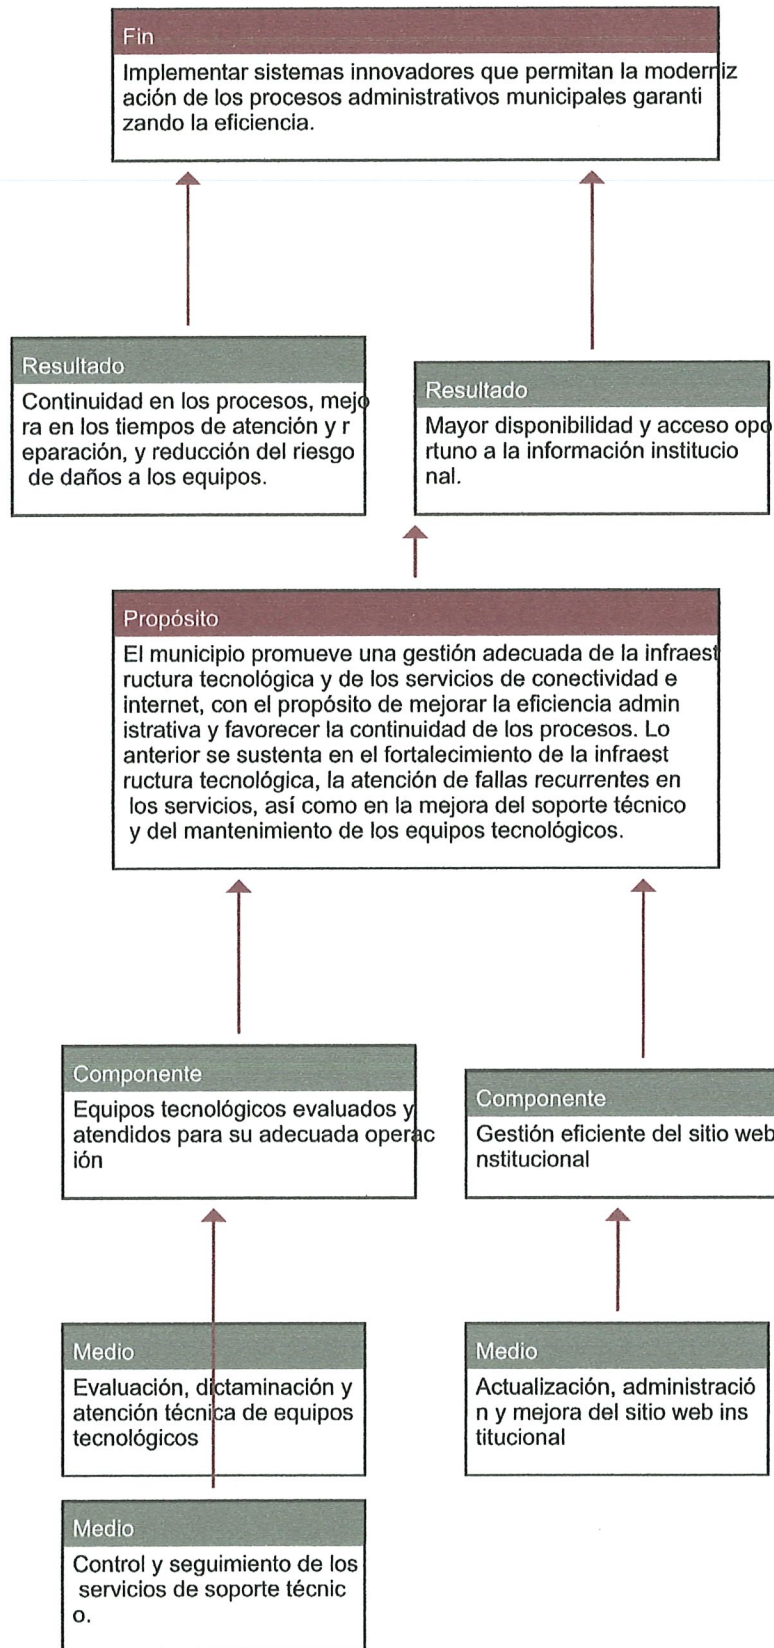 Fin
Implementar sistemas innovadores que permitan la moderniz
ación de los procesos administrativos municipales garanti
zando la eficiencia.
Resultado
Continuidad en los procesos, mejo
ra en los tiempos de atención y r
eparación, y reducción del riesgo
de daños a los equipos.
Resultado
Mayor disponibilidad y acceso opo
rtuno a la información institucio
nal.
Propósito
El municipio promueve una gestión adecuada de la infraest
ructura tecnológica y de los servicios de conectividad e
internet, con el propósito de mejorar la eficiencia admin
istrativa y favorecer la continuidad de los procesos. Lo
anterior se sustenta en el fortalecimiento de la infraest
ructura tecnológica, la atención de fallas recurrentes en
los servicios, así como en la mejora del soporte técnico
y del mantenimiento de los equipos tecnológicos.
Componente
Equipos tecnológicos evaluados y
atendidos para su adecuada operac
ión
Componente
Gestión eficiente del sitio web
nstitucional
Medio
Evaluación, dictaminación y
atención técnica de equipos
tecnológicos
Medio
Actualización, administració
n y mejora del sitio web ins
titucional
Medio
Control y seguimiento de los
servicios de soporte técnic
o.